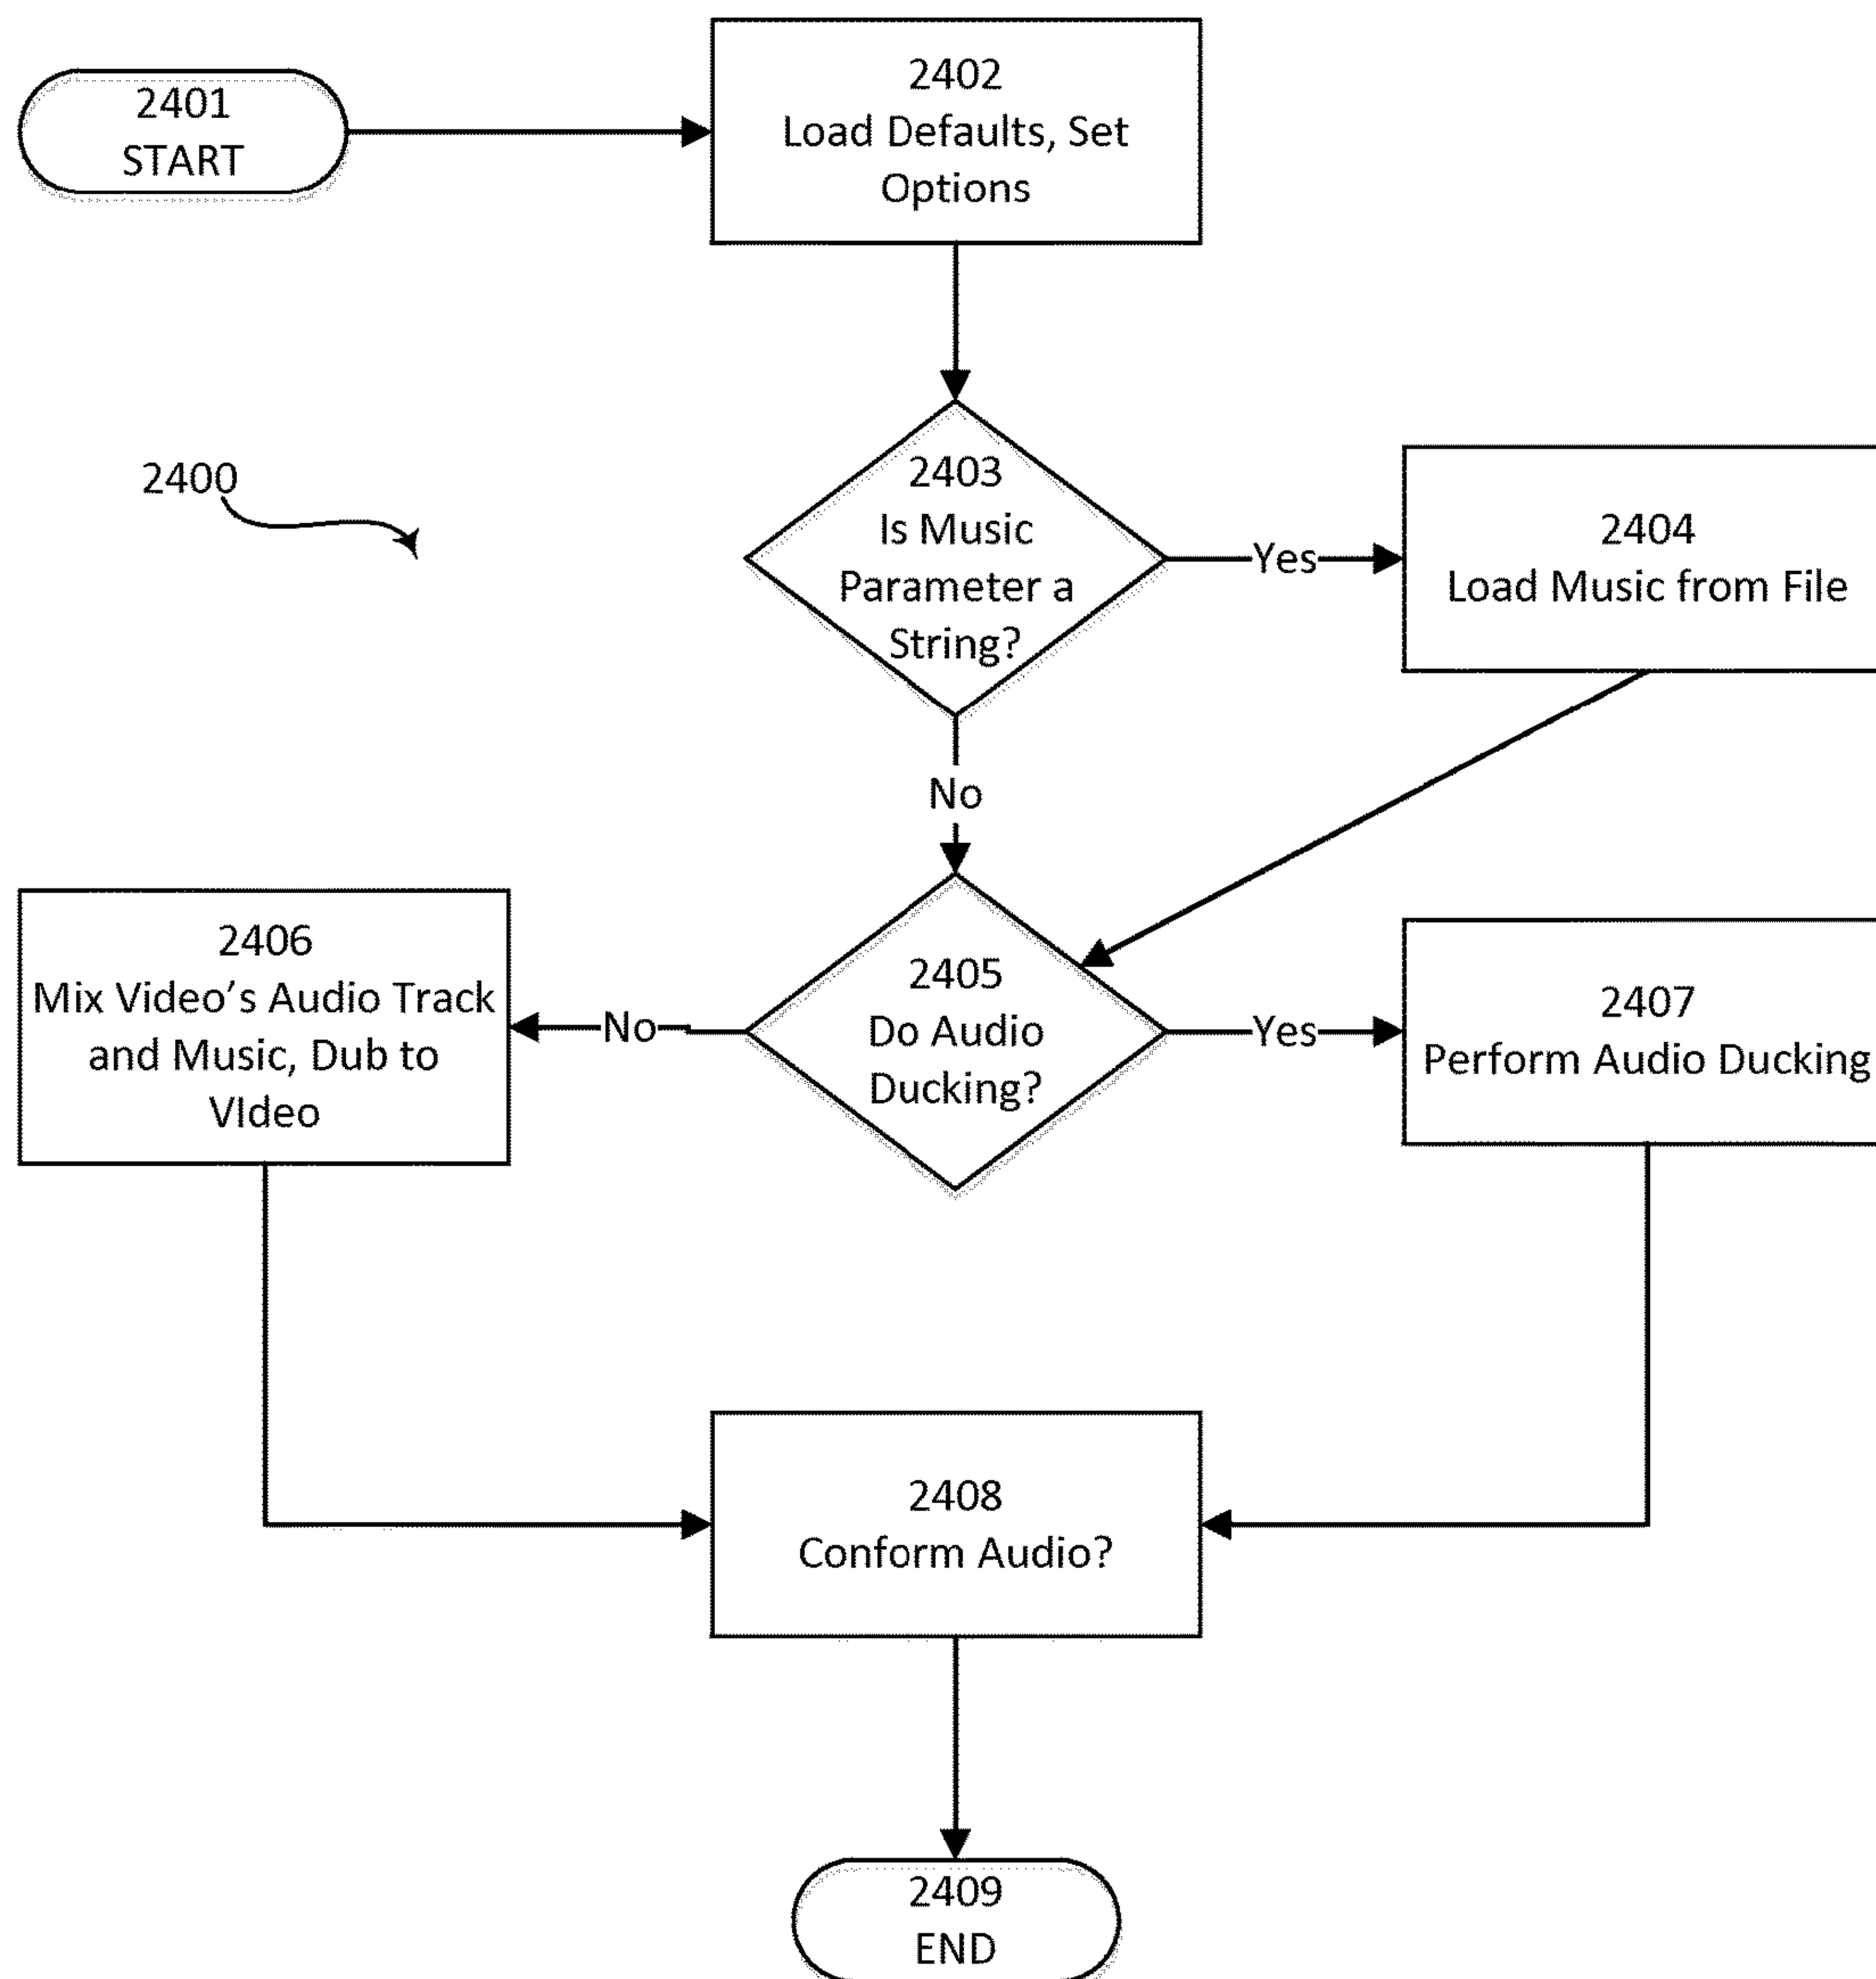 2401
START
2402
Load Defaults, Set
Options
2400
2403
Is Music
Parameter a
String?
Yes
2404
Load Music from File
No
2406
Mix Video's Audio Track
and Music, Dub to
VIdeo
No
2405
Do Audio
Ducking?
Yes
2407
Perform Audio Ducking
2408
Conform Audio?
2409
END